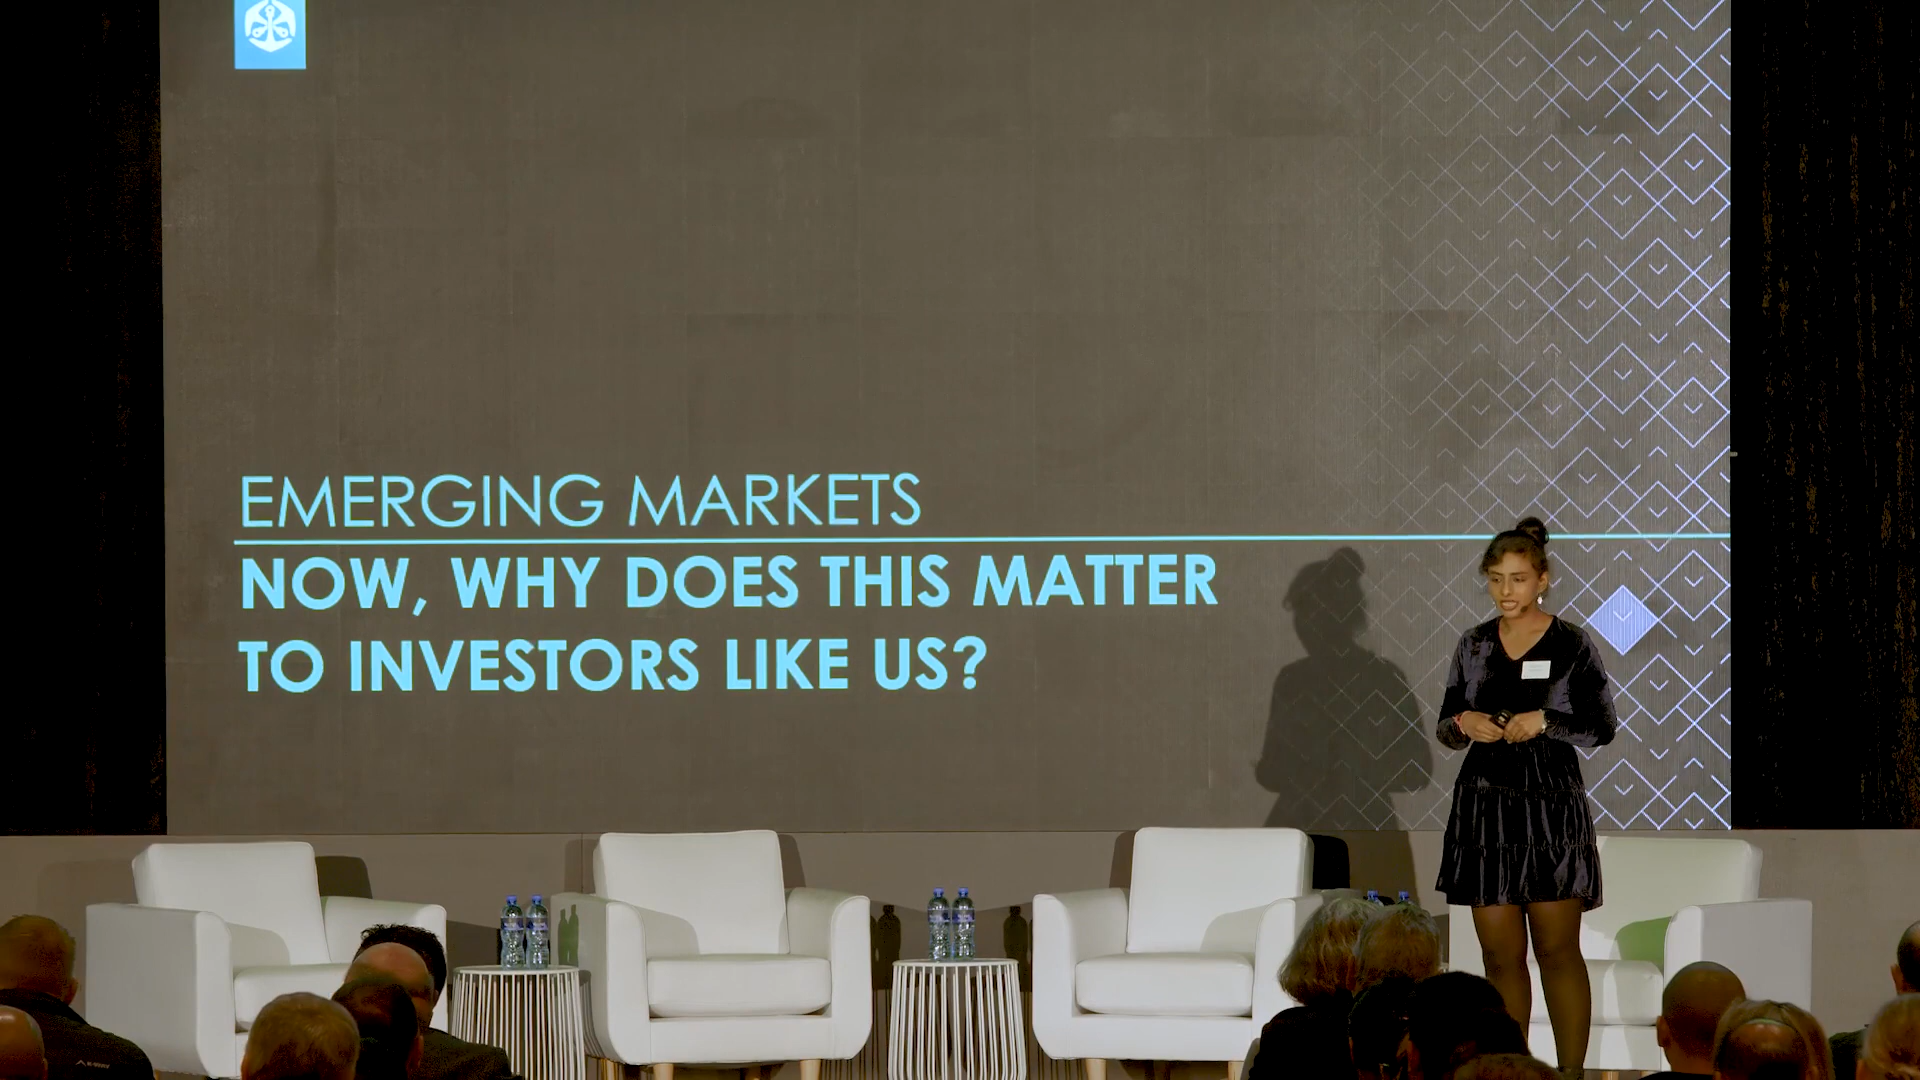 EMERGING MARKETS
NOW, WHY DOES THIS MATTER
TO INVESTORS LIKE US?